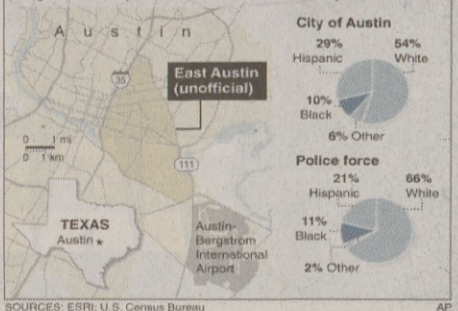 Austin
35
East Austin
(unofficial)
0 1 mi
0 1 km
111
TEXAS
Austin
Austin-
Bergstrom
International
Airport
City of Austin
29%
Hispanic
54%
White
10%
Black
6% Other
Police force
21%
Hispanic
66%
White
11%
Black
2% Other
SOURCES: ESRI; U.S. Census Bureau
AP